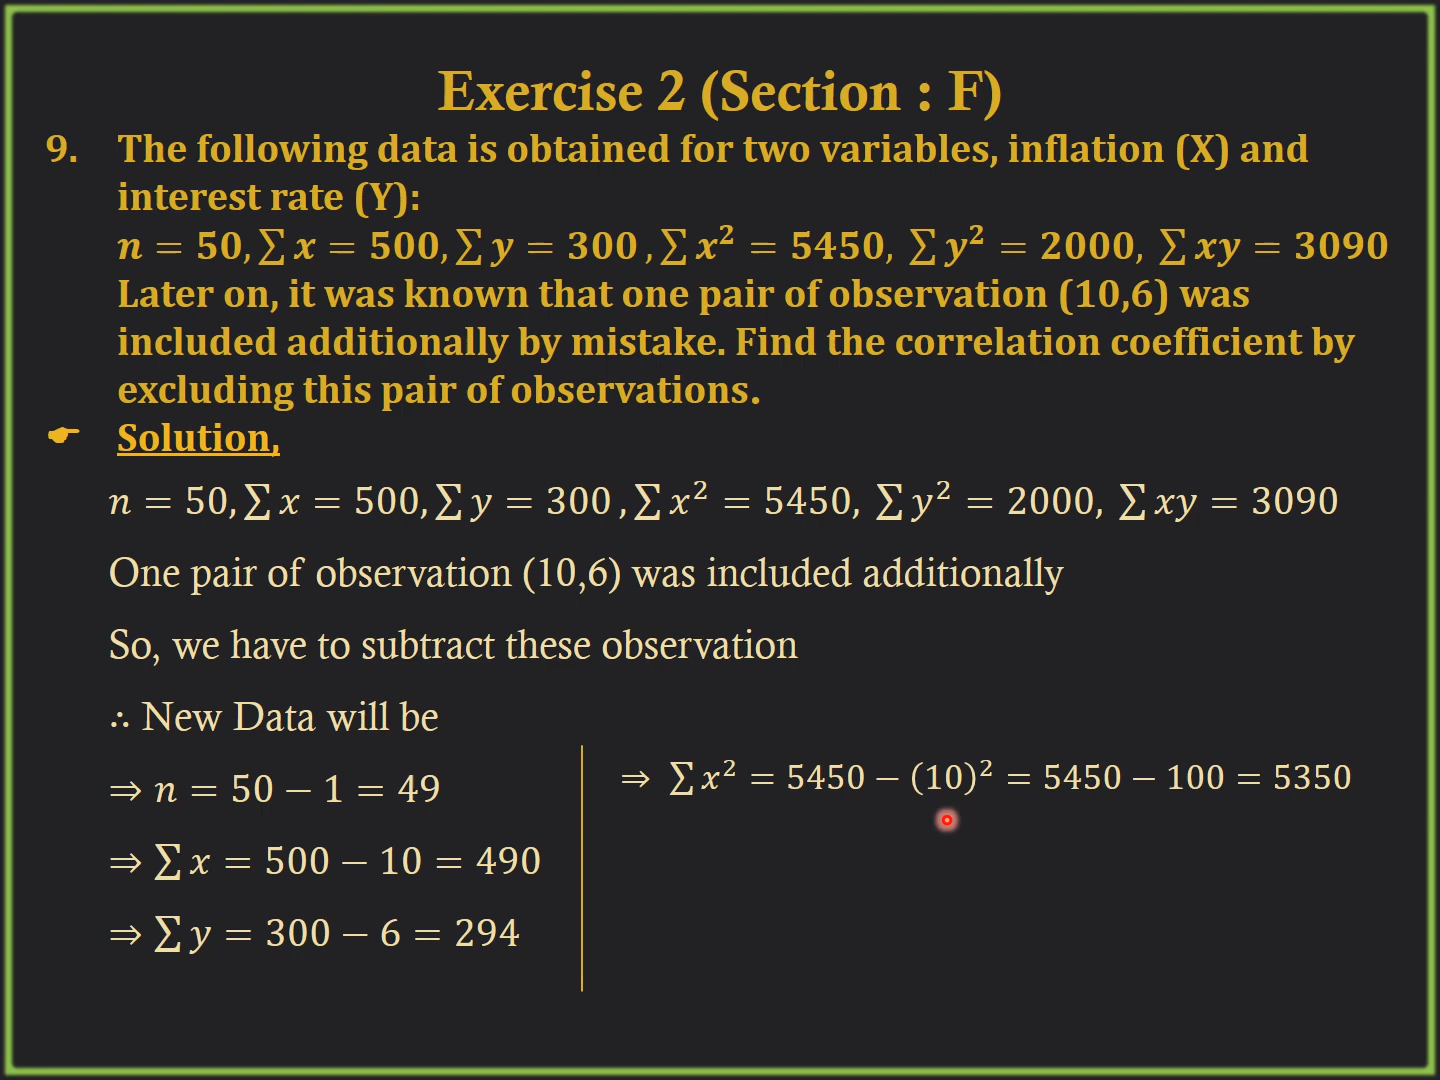 Exercise 2 (Section : F)
9. The following data is obtained for two variables, inflation (X) and
interest rate (Y):
n = 50, ∑ x = 500, ∑ y = 300 , ∑ x² = 5450, ∑ y² = 2000, ∑ xy = 3090
Later on, it was known that one pair of observation (10,6) was
included additionally by mistake. Find the correlation coefficient by
excluding this pair of observations.
☛ Solution,
n = 50, ∑ x = 500, ∑ y = 300 , ∑ x² = 5450, ∑ y² = 2000, ∑ xy = 3090
One pair of observation (10,6) was included additionally
So, we have to subtract these observation
∴ New Data will be
⇒ n = 50 − 1 = 49
⇒ ∑ x = 500 − 10 = 490
⇒ ∑ y = 300 − 6 = 294
⇒ ∑ x² = 5450 − (10)² = 5450 − 100 = 5350